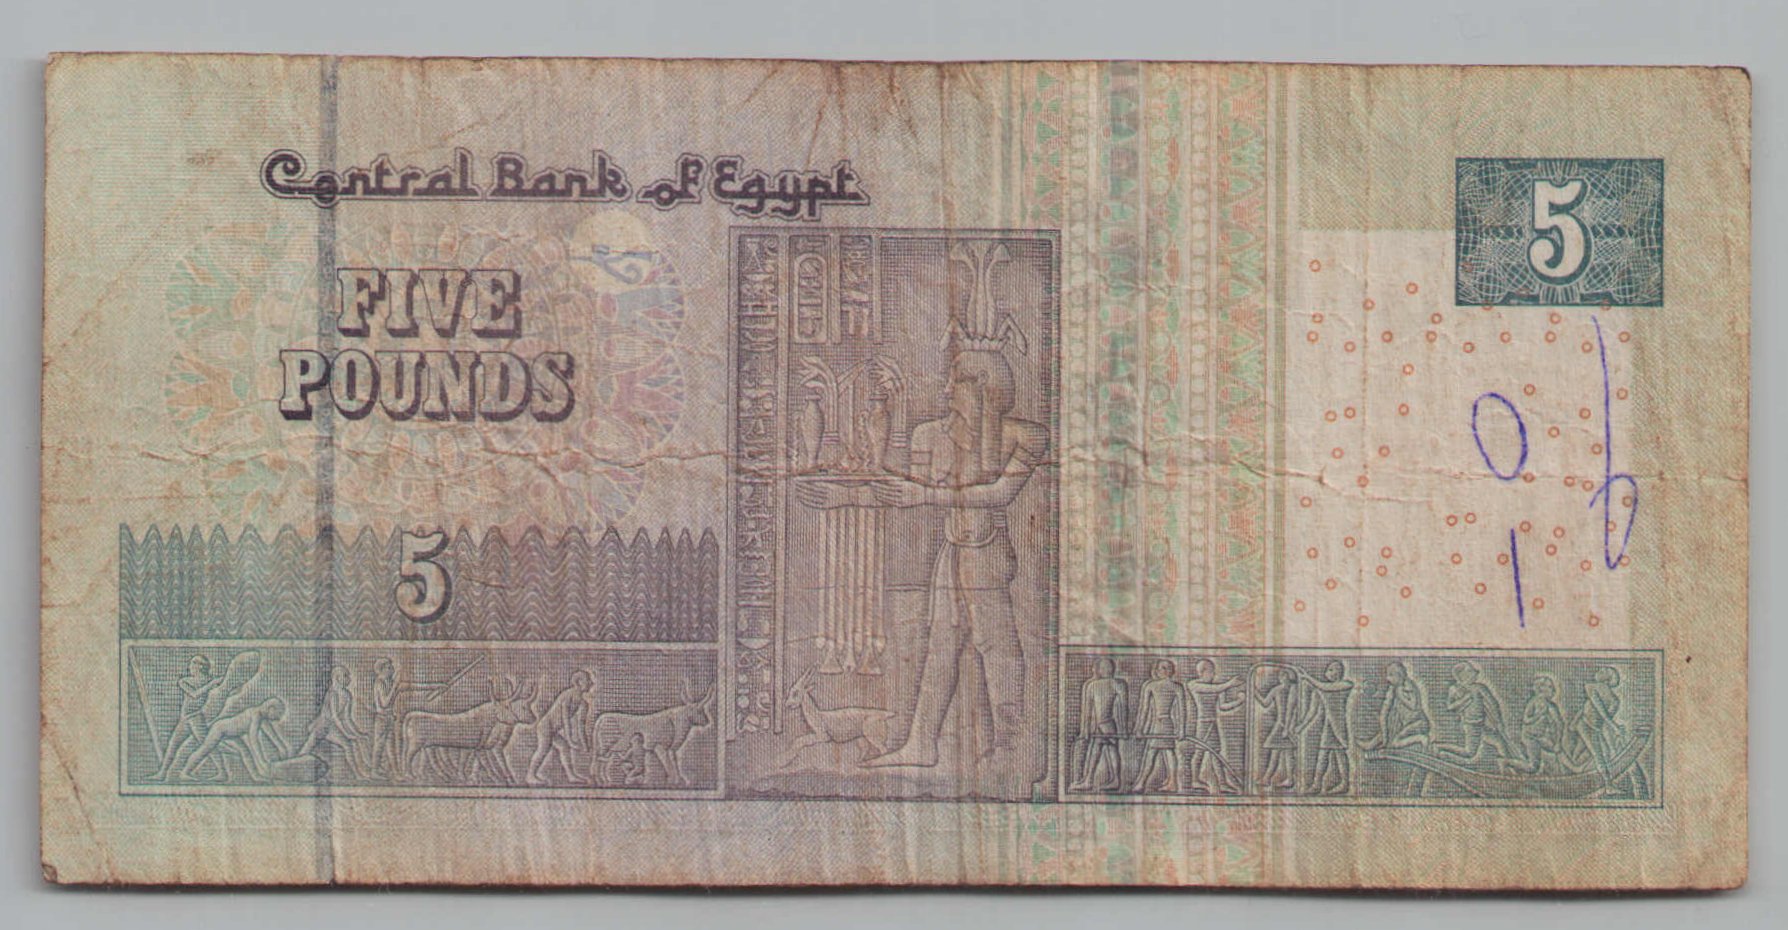 Central Bank of Egypt
5
FIVE
POUNDS
5